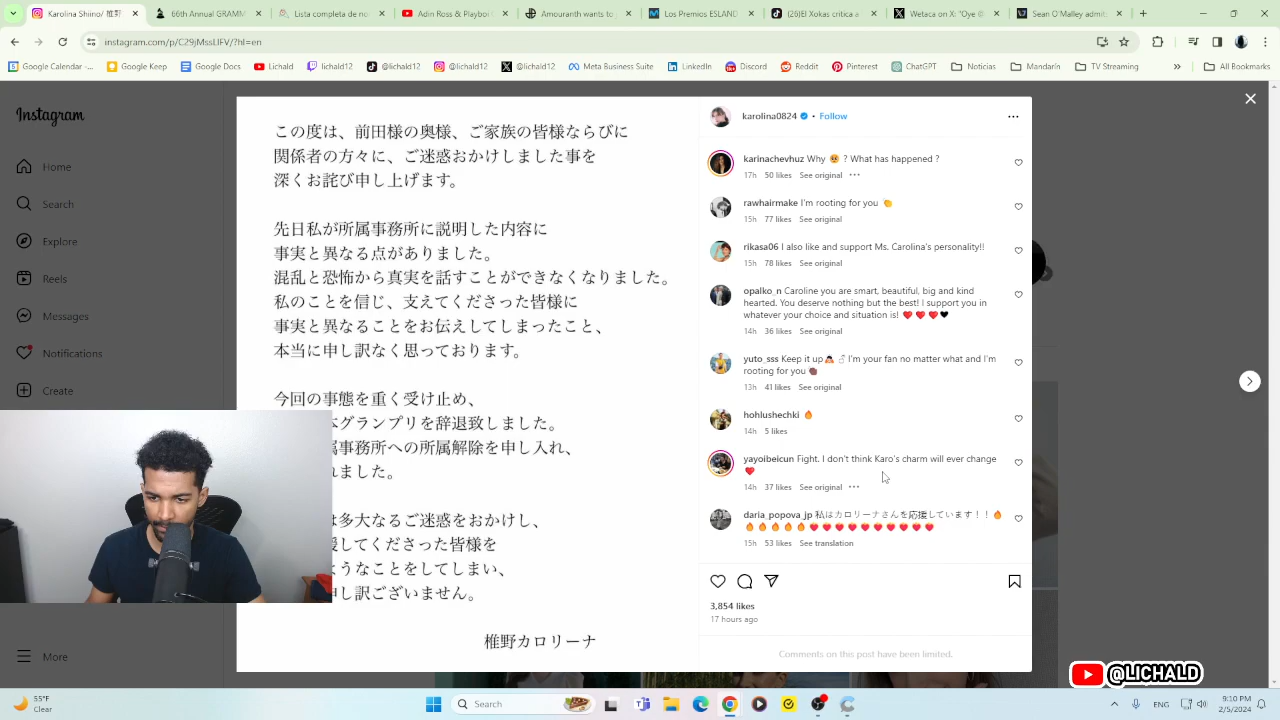 66th Annual GRAMM
¿Llorando de un rac
Ari Ross | Playboy
Amouranth wants to
Los Premios ESLAND
(26)El nuevo abus
Wetaca on X: "Oye @
Sean O'Malley admit
instagram.com/p/C29jMssLIFV/?hl=en
Google Calendar -... Google Keep Google Docs Lichald lichald12 @lichald12 @lichald12 @lichald12 Meta Business Suite LinkedIn Discord Reddit Pinterest ChatGPT Noticias Mandarín TV Streaming » All Bookmarks
Instagram
Home
Search
Explore
Reels
Messages
Notifications
Create
More
この度は、前田様の奥様、ご家族の皆様ならびに
関係者の方々に、ご迷惑おかけしました事を
深くお詫び申し上げます。
先日私が所属事務所に説明した内容に
事実と異なる点がありました。
混乱と恐怖から真実を話すことができなくなりました。
私のことを信じ、支えてくださった皆様に
事実と異なることをお伝えしてしまったこと、
本当に申し訳なく思っております。
今回の事態を重く受け止め、
本グランプリを辞退致しました。
事務所への所属解除を申し入れ、
ました。
多大なるご迷惑をおかけし、
してくださった皆様を
うなことをしてしまい、
し訳ございません。
椎野カロリーナ
karolina0824 • Follow
karinachevhuz Why ? What has happened ?
17h 50 likes See original
rawhairmake I'm rooting for you
15h 77 likes See original
rikasa06 I also like and support Ms. Carolina's personality!!
15h 78 likes See original
opalko_n Caroline you are smart, beautiful, big and kind
hearted. You deserve nothing but the best! I support you in
whatever your choice and situation is!
14h 36 likes See original
yuto_sss Keep it up I'm your fan no matter what and I'm
rooting for you
13h 41 likes See original
hohlushechki
14h 5 likes
yayoibeicun Fight. I don't think Karo's charm will ever change
14h 37 likes See original
daria_popova_jp 私はカロリーナさんを応援しています！！
15h 53 likes See translation
3,854 likes
17 hours ago
Comments on this post have been limited.
@LICHALD
55°F
Clear
Search
9:10 PM
2/5/2024